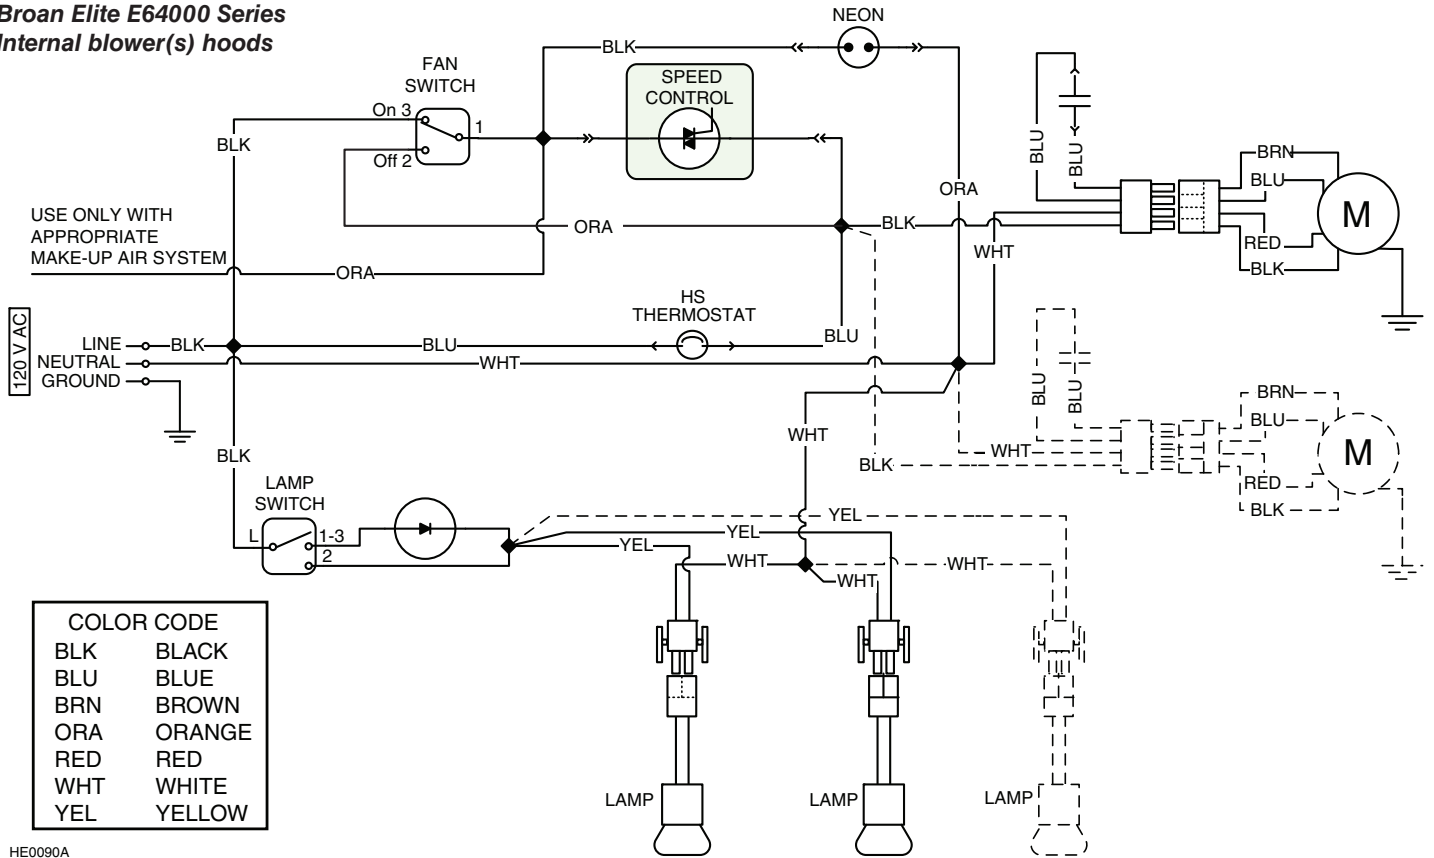 Broan Elite E64000 Series
Internal blower(s) hoods
NEON
BLK
FAN
SWITCH
SPEED
CONTROL
On 3
1
Off 2
BLK
BLU
BLU
BRN
BLU
M
RED
BLK
ORA
ORA
BLK
WHT
USE ONLY WITH
APPROPRIATE
MAKE-UP AIR SYSTEM
ORA
HS
THERMOSTAT
BLU
120 V AC
LINE
BLK
BLU
NEUTRAL
WHT
GROUND
BLU
BLU
BRN
BLU
M
RED
BLK
WHT
WHT
BLK
BLK
LAMP
SWITCH
L
1-3
2
YEL
YEL
YEL
WHT
WHT
WHT
COLOR CODE
BLK BLACK
BLU BLUE
BRN BROWN
ORA ORANGE
RED RED
WHT WHITE
YEL YELLOW
LAMP
LAMP
LAMP
HE0090A